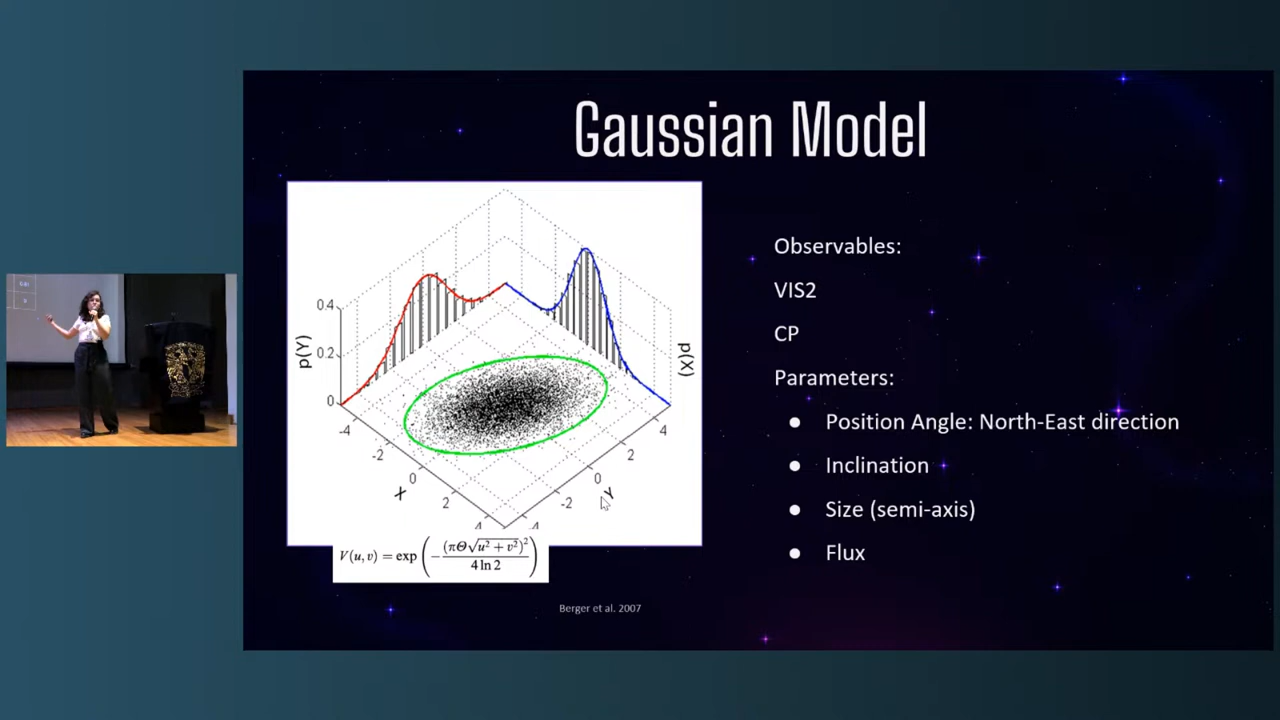 Gaussian Model
0.4
0.2
0
p(Y)
p(X)
-4
-2
0
2
4
X
-4
-2
0
2
4
Y
V(u, v) = exp ( - (πΘ√u² + v²)² / 4 ln 2 )
Berger et al. 2007
Observables:
VIS2
CP
Parameters:
● Position Angle: North-East direction
● Inclination
● Size (semi-axis)
● Flux